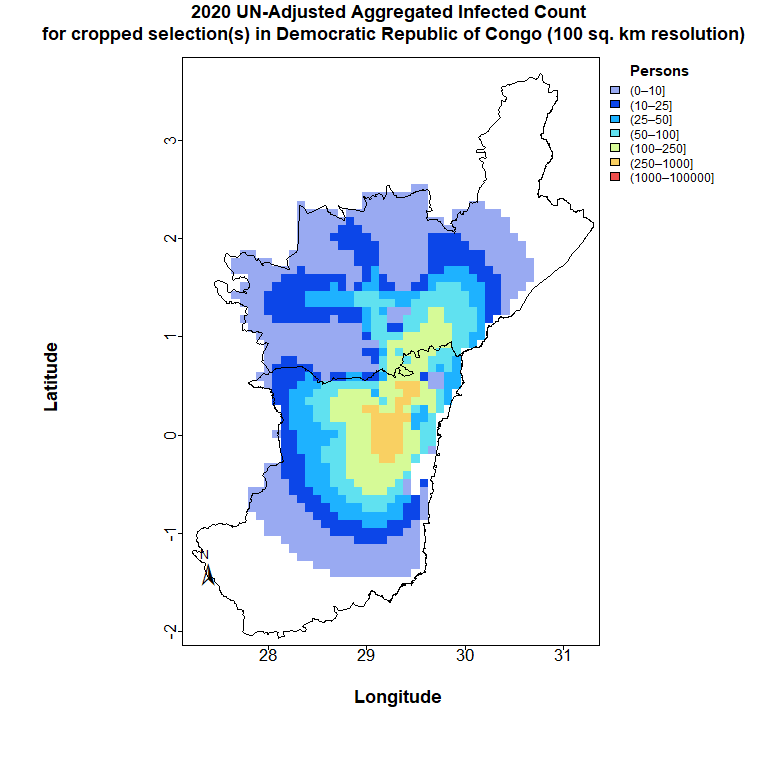 2020 UN-Adjusted Aggregated Infected Count
for cropped selection(s) in Democratic Republic of Congo (100 sq. km resolution)
Persons
(0–10]
(10–25]
(25–50]
(50–100]
(100–250]
(250–1000]
(1000–100000]
3
2
1
0
-1
-2
Latitude
N
28 29 30 31
Longitude